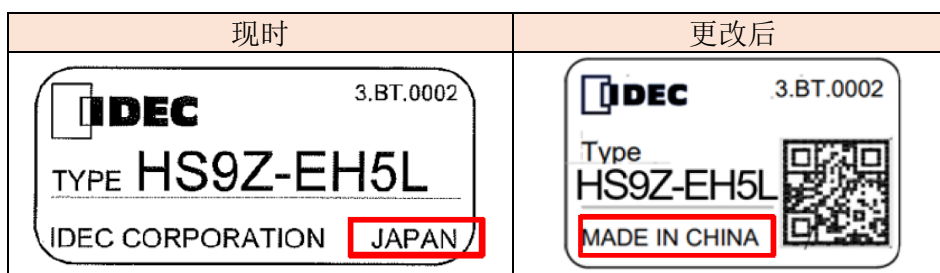 现时
更改后
IDEC
3.BT.0002
TYPE HS9Z-EH5L
IDEC CORPORATION JAPAN
IDEC
3.BT.0002
Type
HS9Z-EH5L
MADE IN CHINA